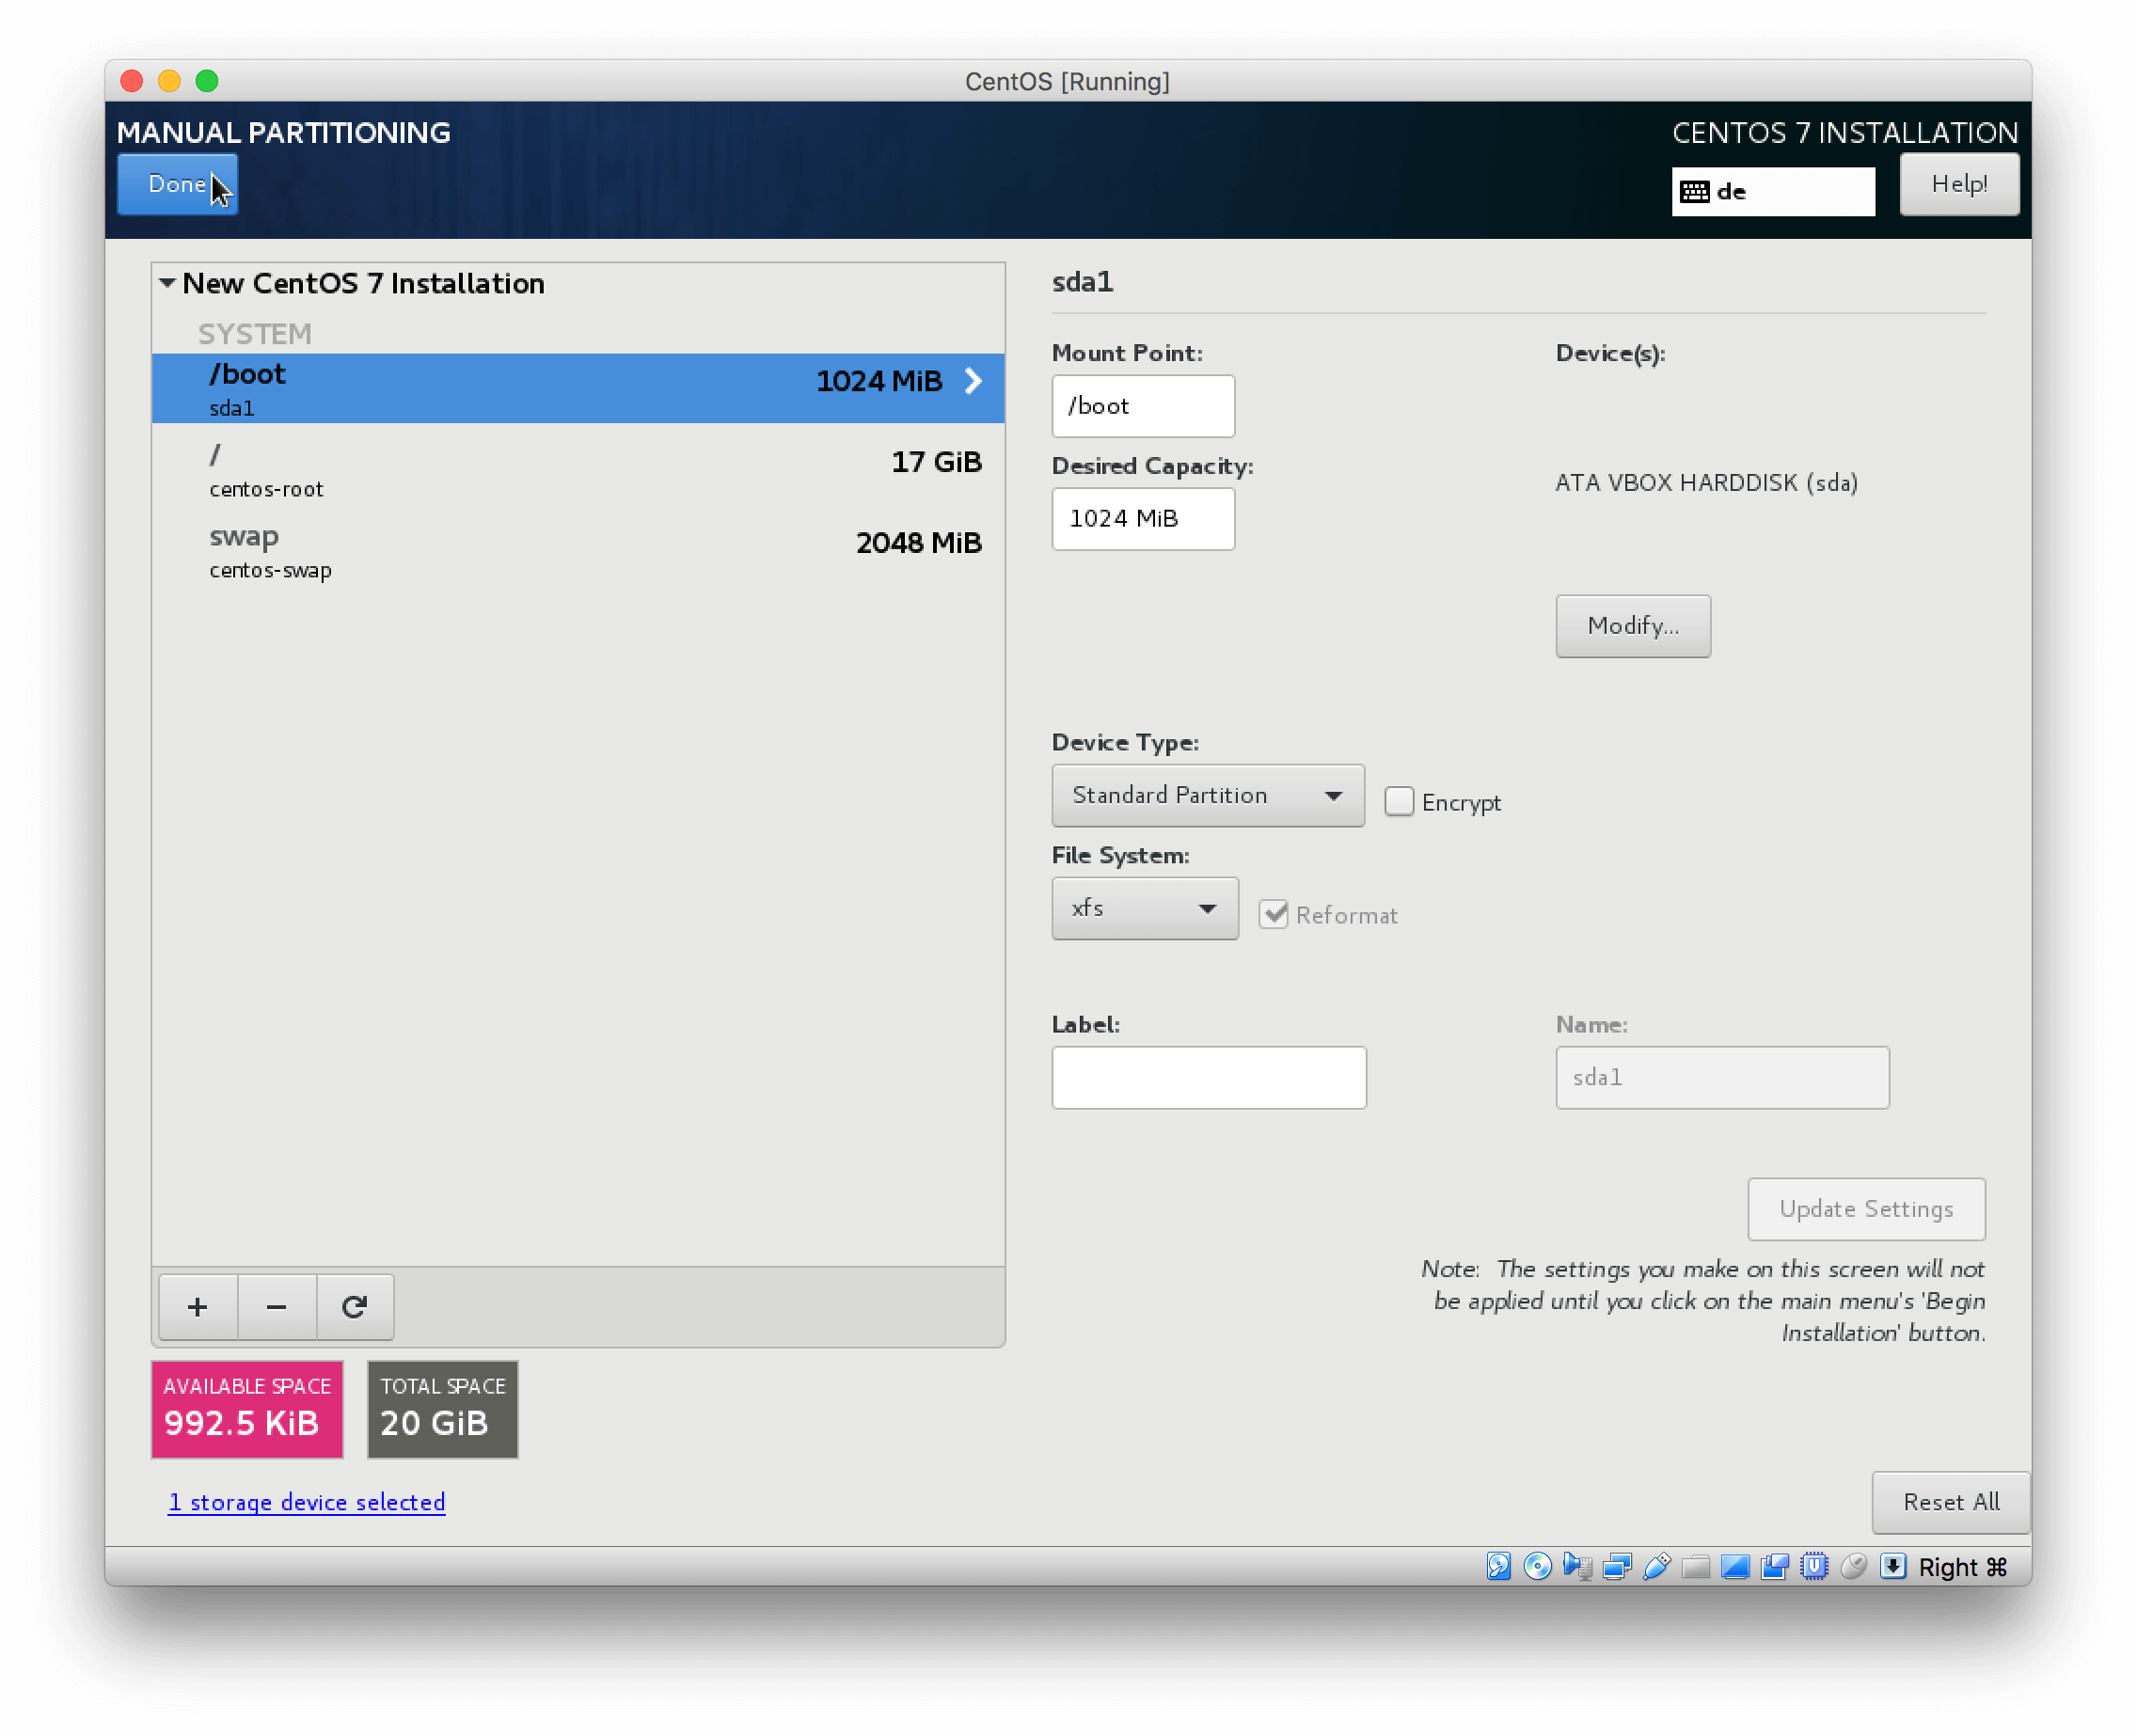 CentOS [Running]
MANUAL PARTITIONING
CENTOS 7 INSTALLATION
Done
de
Help!
New CentOS 7 Installation
SYSTEM
/boot
1024 MiB
sda1
/
17 GiB
centos-root
swap
2048 MiB
centos-swap
+ −
AVAILABLE SPACE
992.5 KiB
TOTAL SPACE
20 GiB
1 storage device selected
sda1
Mount Point:
/boot
Device(s):
Desired Capacity:
1024 MiB
ATA VBOX HARDDISK (sda)
Modify...
Device Type:
Standard Partition
Encrypt
File System:
xfs
Reformat
Label:
Name:
sda1
Update Settings
Note: The settings you make on this screen will not
be applied until you click on the main menu's 'Begin
Installation' button.
Reset All
Right ⌘